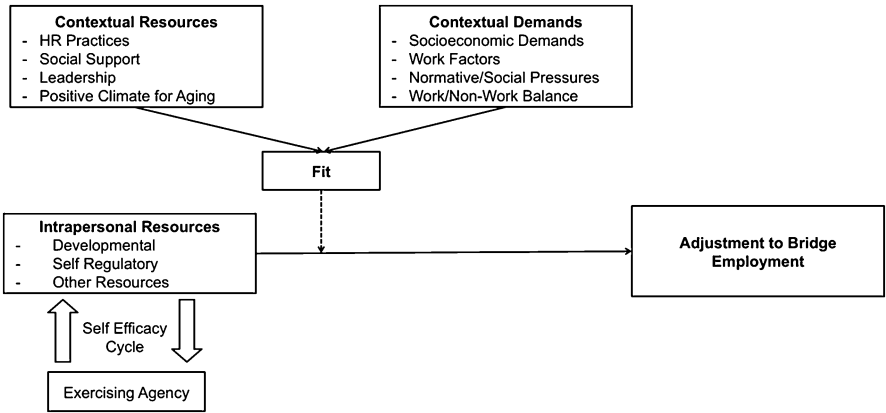 Contextual Resources
- HR Practices
- Social Support
- Leadership
- Positive Climate for Aging
Contextual Demands
- Socioeconomic Demands
- Work Factors
- Normative/Social Pressures
- Work/Non-Work Balance
Fit
Intrapersonal Resources
- Developmental
- Self Regulatory
- Other Resources
Adjustment to Bridge
Employment
Self Efficacy
Cycle
Exercising Agency